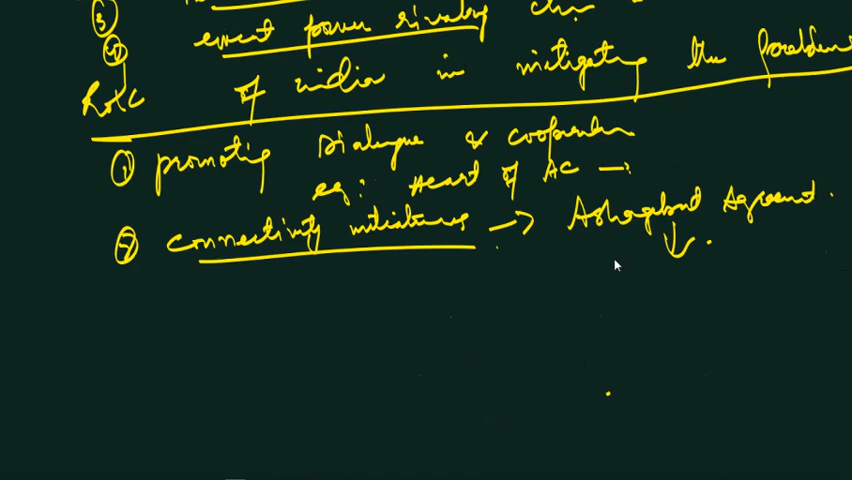 ③ great power rivalry
④
Role of india in mitigating the problems
① promoting Dialogue & cooperation
eg: Heart of AC →
② connectivity initiatives → Ashgabat Agreement.